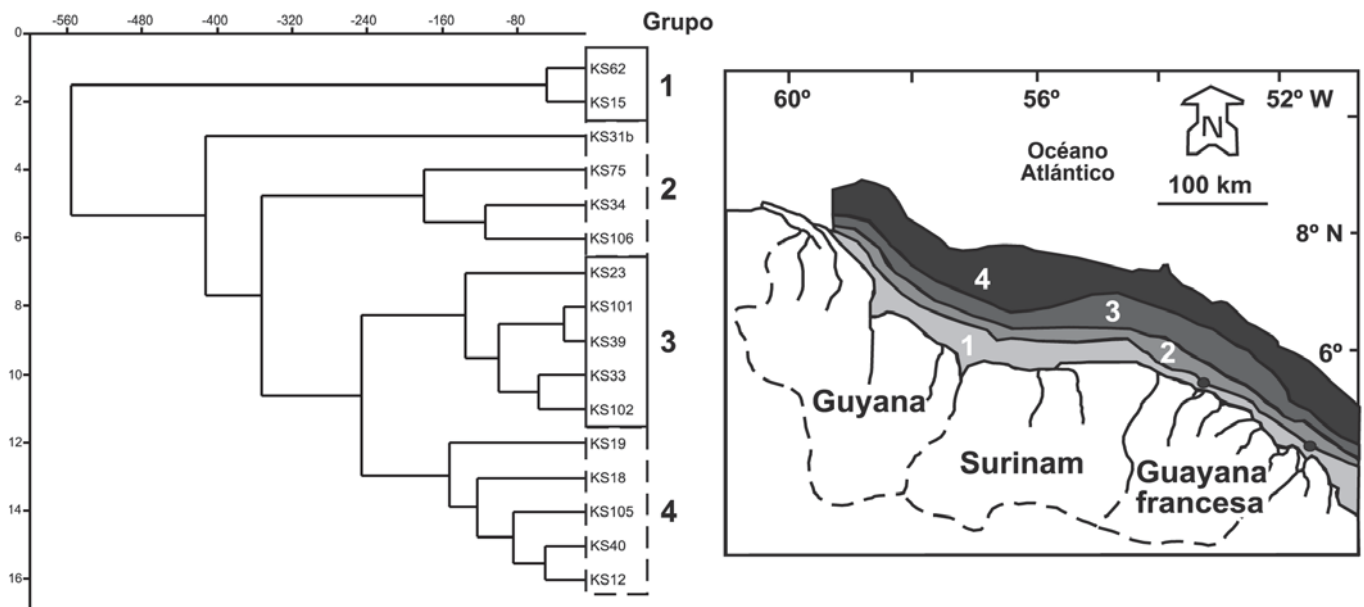 -560 -480 -400 -320 -240 -160 -80
Grupo
0
2
4
6
8
10
12
14
16
KS62
KS15
KS31b
KS75
KS34
KS106
KS23
KS101
KS39
KS33
KS102
KS19
KS18
KS105
KS40
KS12
1
2
3
4
60º 56º 52º W
N
Océano
Atlántico
100 km
8º N
6º
4
3
1
2
Guyana
Surinam
Guayana
francesa